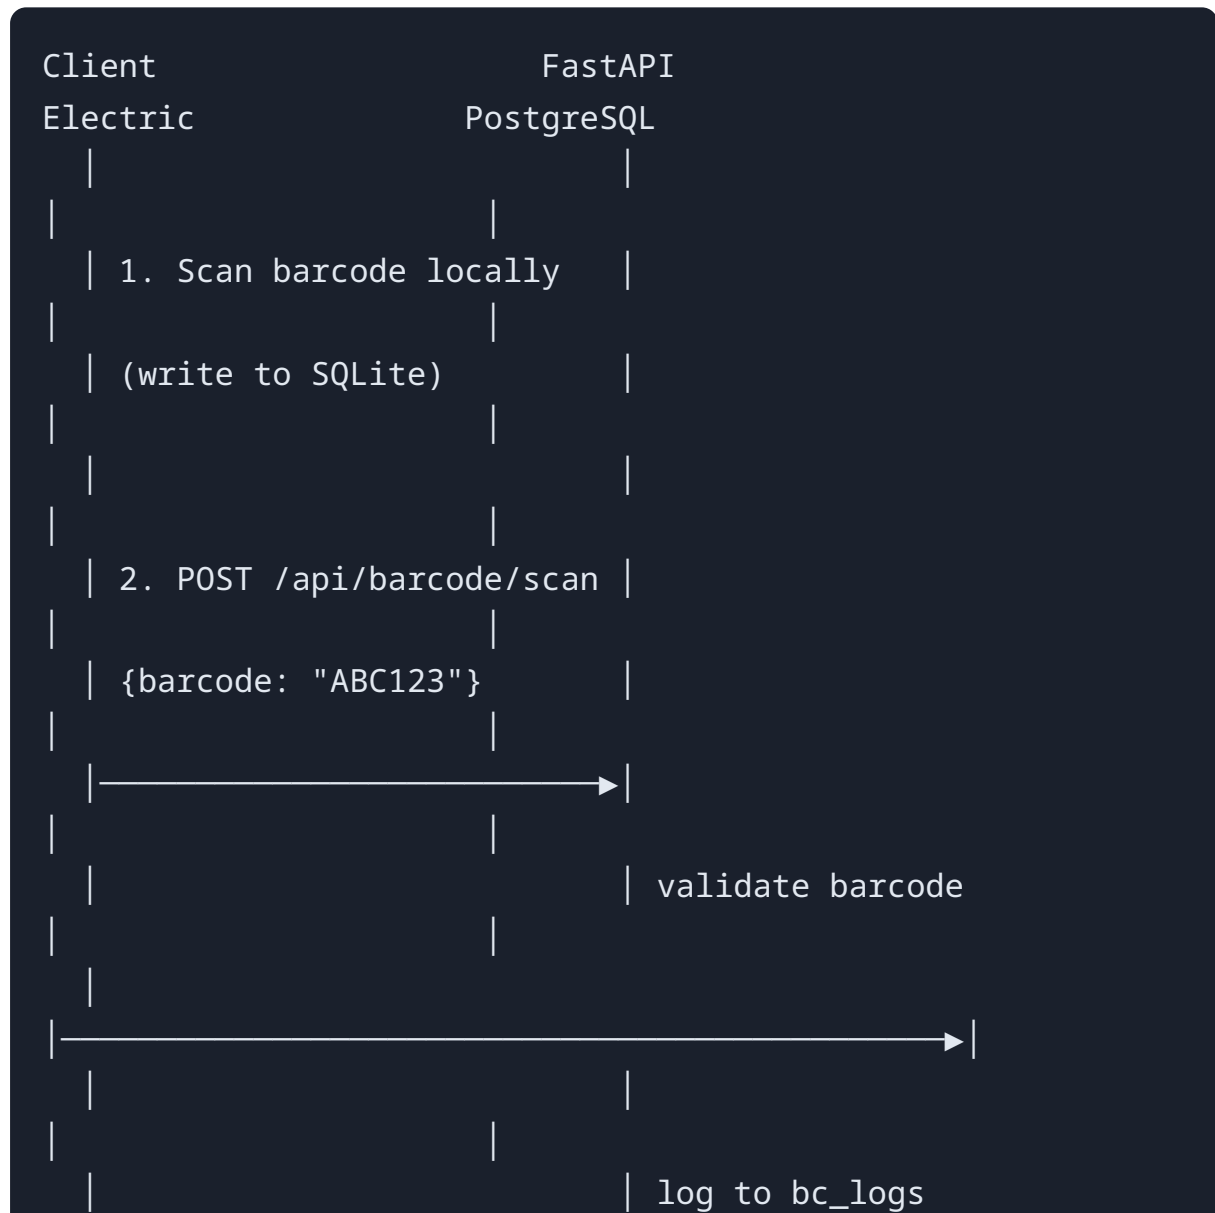 Client                    FastAPI
Electric              PostgreSQL
  │                           │
│                      │
  │ 1. Scan barcode locally   │
│                      │
  │ (write to SQLite)         │
│                      │
  │                           │
│                      │
  │ 2. POST /api/barcode/scan │
│                      │
  │ {barcode: "ABC123"}       │
│                      │
  │──────────────────────────▶│
│                      │
  │                           │ validate barcode
│                      │
  │
│──────────────────────────────────────────────▶│
  │                           │
│                      │
  │                           │ log to bc_logs